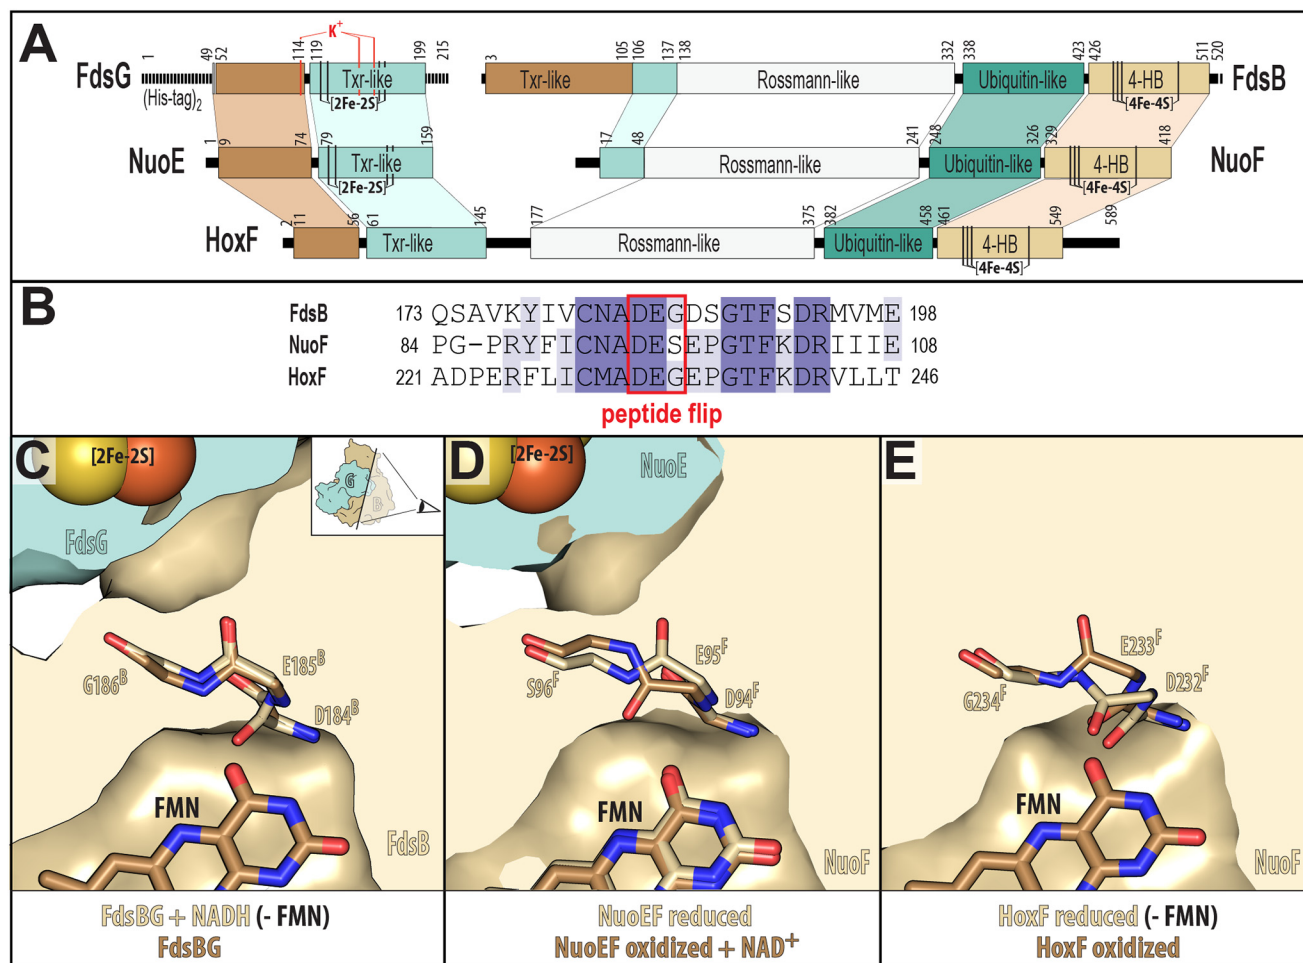 A
K+
1
49
52
114
119
199
215
3
105
106
137
138
332
338
423
426
511
520
FdsG
Txr-like
Txr-like
Rossmann-like
Ubiquitin-like
4-HB
FdsB
(His-tag)2
[2Fe-2S]
[4Fe-4S]
1
9
74
79
159
17
48
241
248
326
329
418
NuoE
Txr-like
Rossmann-like
Ubiquitin-like
4-HB
NuoF
[2Fe-2S]
[4Fe-4S]
2
11
56
61
145
177
375
382
458
461
549
589
HoxF
Txr-like
Rossmann-like
Ubiquitin-like
4-HB
[4Fe-4S]
B
FdsB 173 QSAVKYIVCNADEGDSGTFSDRMVME 198
NuoF 84 PG-PRYFICNADESEPGTFKDRIIIE 108
HoxF 221 ADPERFLICMADEGEPGTFKDRVLLT 246
peptide flip
C
[2Fe-2S]
G
B
FdsG
E185B
G186B
D184B
FMN
FdsB
FdsBG + NADH (- FMN)
FdsBG
D
[2Fe-2S]
NuoE
E95F
S96F
D94F
FMN
NuoF
NuoEF reduced
NuoEF oxidized + NAD+
E
E233F
D232F
G234F
FMN
NuoF
HoxF reduced (- FMN)
HoxF oxidized